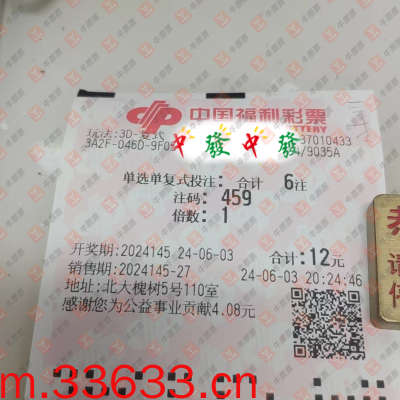 中国福利彩票
玩法:3D-复式
37010433
3A2F-046D-9F0
/9035A
中發中發
单选单复式投注: 合计 6注
注码: 459
倍数: 1
开奖期:2024145 24-06-03 合计:12元
销售期:2024145-27 24-06-03 20:24:46
地址:北大槐树5号110室
感谢您为公益事业贡献4.08元
请
m.33633.cn